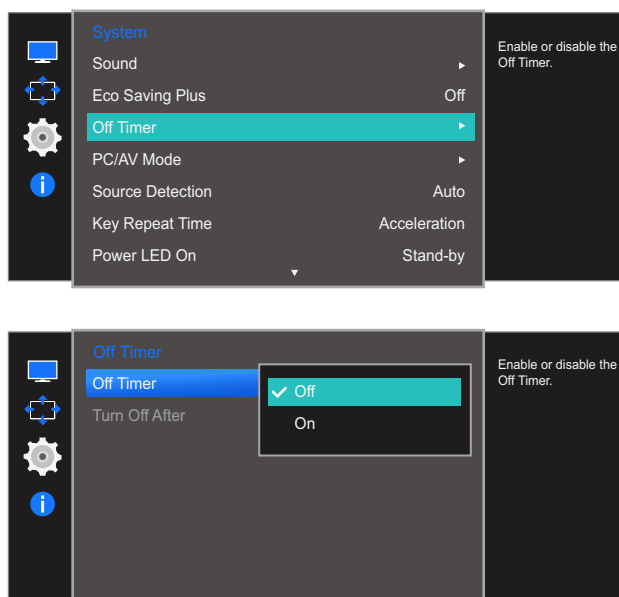 System
Sound
Enable or disable the
Off Timer.
Eco Saving Plus Off
Off Timer
PC/AV Mode
Source Detection Auto
Key Repeat Time Acceleration
Power LED On Stand-by
Off Timer
Enable or disable the
Off Timer.
Off Timer
Off
Turn Off After
On